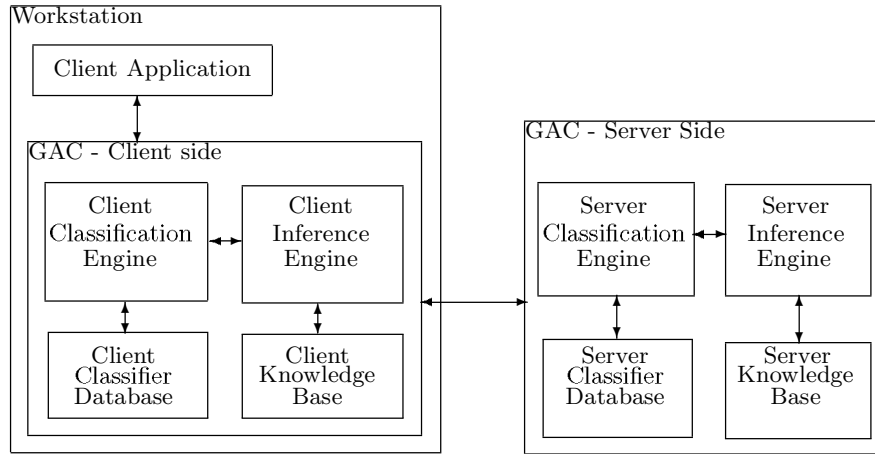 Workstation
Client Application
GAC - Client side
Client
Classification
Engine
Client
Inference
Engine
Client
Classifier
Database
Client
Knowledge
Base
GAC - Server Side
Server
Classification
Engine
Server
Inference
Engine
Server
Classifier
Database
Server
Knowledge
Base